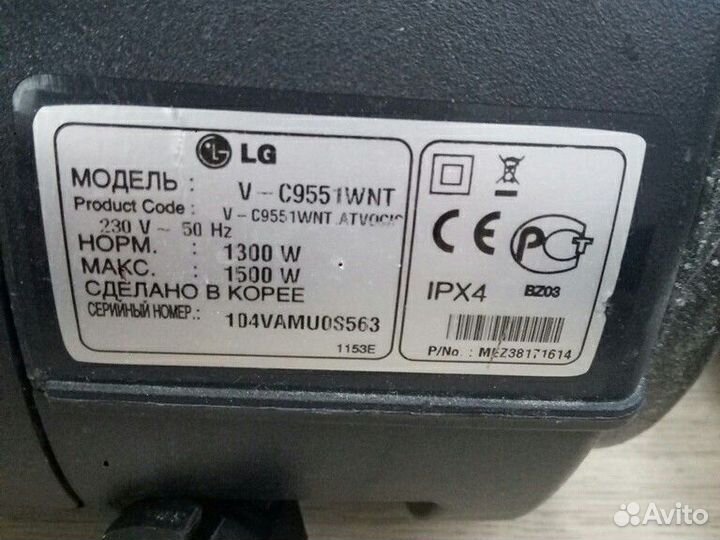 LG
МОДЕЛЬ : V-C9551WNT
Product Code : V-C9551WNT
230 V ~ 50 Hz
НОРМ. : 1300 W
МАКС. : 1500 W
СДЕЛАНО В КОРЕЕ
СЕРИЙНЫЙ НОМЕР.: 104VAMU0S563
1153E
CE PCT
IPX4 BZ03
P/No. : MEZ38171614
Avito